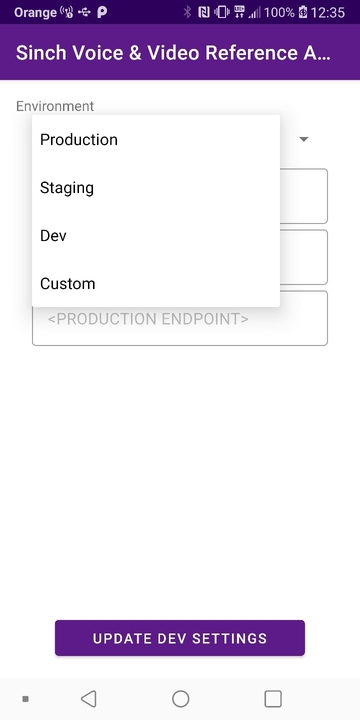 Orange 100% 12:35
Sinch Voice & Video Reference A...
Environment
Production
Staging
Dev
Custom
<PRODUCTION ENDPOINT>
UPDATE DEV SETTINGS